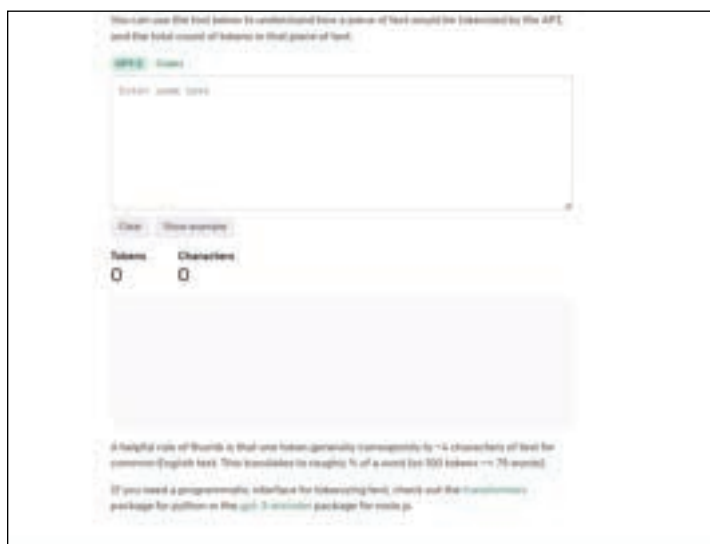 You can use the tool below to understand how a piece of text would be tokenized by the API,
and the total count of tokens in that piece of text.
GPT-3 Codex
Enter some text
Clear Show example
Tokens Characters
0 0
A helpful rule of thumb is that one token generally corresponds to ~4 characters of text for
common English text. This translates to roughly ¾ of a word (so 100 tokens ~= 75 words).
If you need a programmatic interface for tokenizing text, check out the transformers
package for python or the gpt-3-encoder package for node.js.